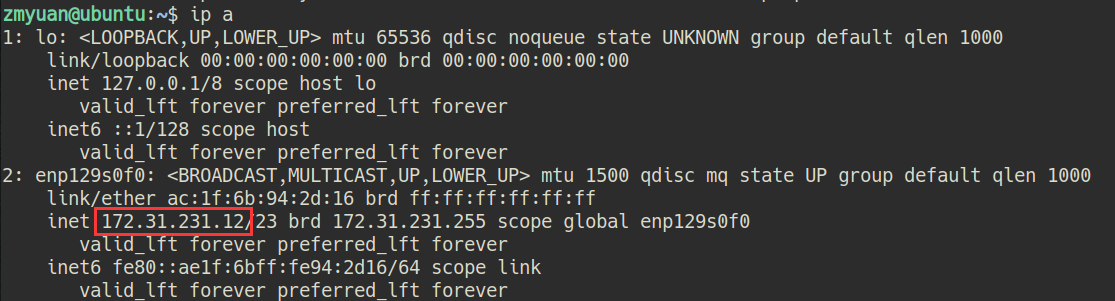 zmyuan@ubuntu:~$ ip a
1: lo: <LOOPBACK,UP,LOWER_UP> mtu 65536 qdisc noqueue state UNKNOWN group default qlen 1000
    link/loopback 00:00:00:00:00:00 brd 00:00:00:00:00:00
    inet 127.0.0.1/8 scope host lo
       valid_lft forever preferred_lft forever
    inet6 ::1/128 scope host
       valid_lft forever preferred_lft forever
2: enp129s0f0: <BROADCAST,MULTICAST,UP,LOWER_UP> mtu 1500 qdisc mq state UP group default qlen 1000
    link/ether ac:1f:6b:94:2d:16 brd ff:ff:ff:ff:ff:ff
    inet 172.31.231.12/23 brd 172.31.231.255 scope global enp129s0f0
       valid_lft forever preferred_lft forever
    inet6 fe80::ae1f:6bff:fe94:2d16/64 scope link
       valid_lft forever preferred_lft forever